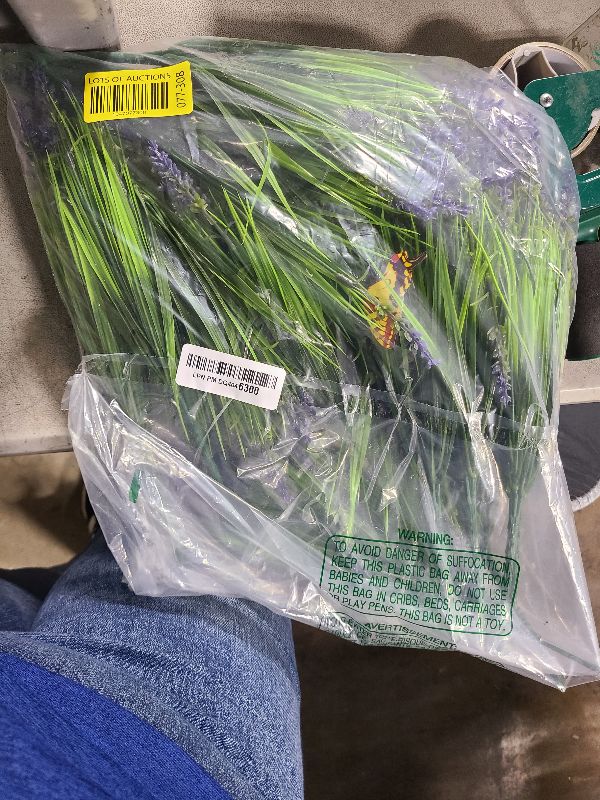 LOTS OF AUCTIONS
077-308
6300
WARNING:
TO AVOID DANGER OF SUFFOCATION,
KEEP THIS PLASTIC BAG AWAY FROM
BABIES AND CHILDREN. DO NOT USE
THIS BAG IN CRIBS, BEDS, CARRIAGES
OR PLAY PENS. THIS BAG IS NOT A TOY.
AVERTISSEMENT: